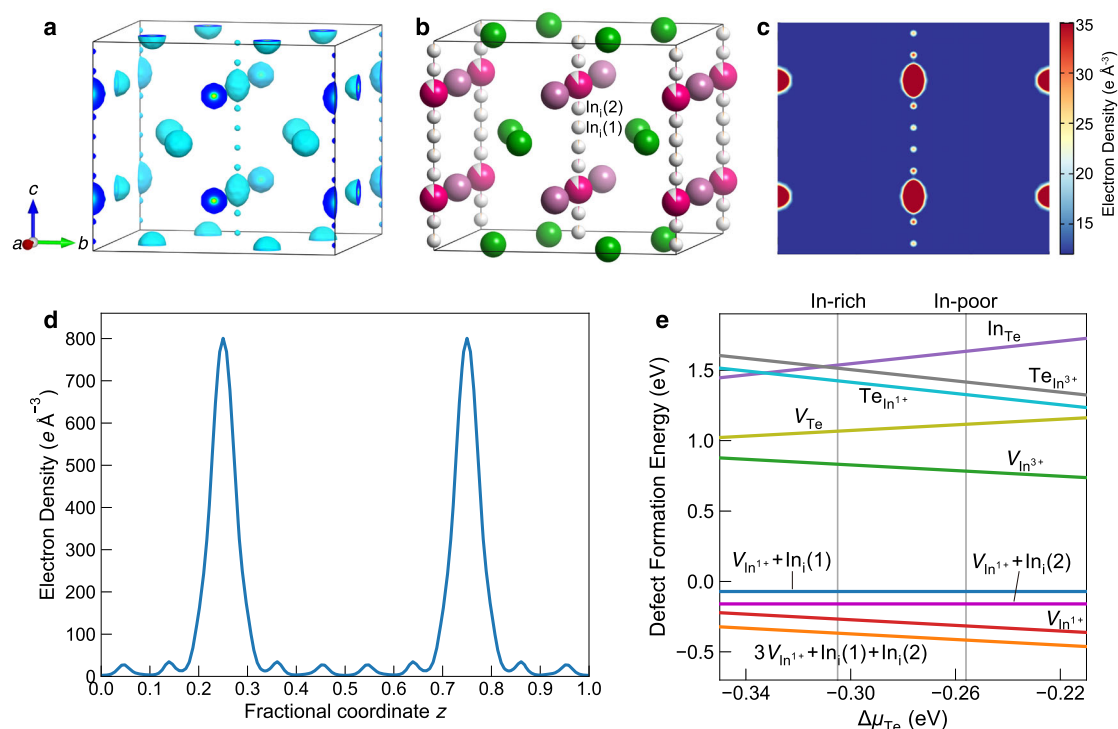 a
b
c
In_i(2)
In_i(1)
c
a
b
35
30
25
20
15
Electron Density (e Å⁻³)
d
800
700
600
500
400
300
200
100
0
0.0 0.1 0.2 0.3 0.4 0.5 0.6 0.7 0.8 0.9 1.0
Electron Density (e Å⁻³)
Fractional coordinate z
e
In-rich In-poor
In_Te
Te_In³⁺
Te_In¹⁺
V_Te
V_In³⁺
V_In¹⁺+In_i(1)
V_In¹⁺+In_i(2)
V_In¹⁺
3V_In¹⁺+In_i(1)+In_i(2)
1.5
1.0
0.5
0.0
−0.5
Defect Formation Energy (eV)
−0.34 −0.30 −0.26 −0.22
Δμ_Te (eV)